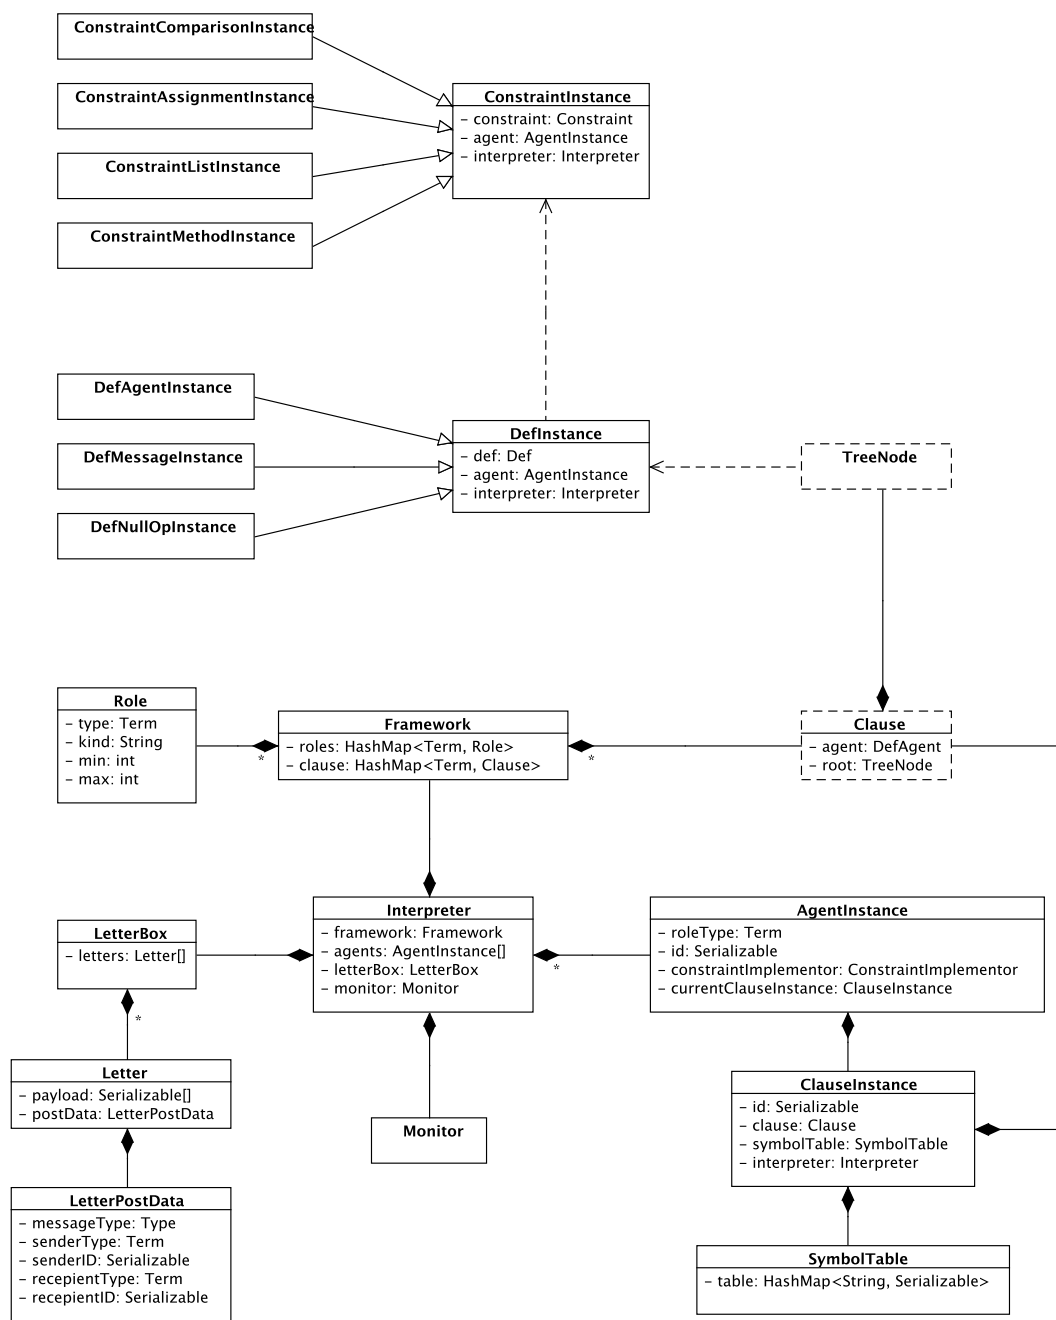 ConstraintComparisonInstance
ConstraintAssignmentInstance
ConstraintListInstance
ConstraintMethodInstance
ConstraintInstance
– constraint: Constraint
– agent: AgentInstance
– interpreter: Interpreter
DefAgentInstance
DefMessageInstance
DefNullOpInstance
DefInstance
– def: Def
– agent: AgentInstance
– interpreter: Interpreter
TreeNode
Role
– type: Term
– kind: String
– min: int
– max: int
*
Framework
– roles: HashMap<Term, Role>
– clause: HashMap<Term, Clause>
*
Clause
– agent: DefAgent
– root: TreeNode
LetterBox
– letters: Letter[]
*
Interpreter
– framework: Framework
– agents: AgentInstance[]
– letterBox: LetterBox
– monitor: Monitor
*
AgentInstance
– roleType: Term
– id: Serializable
– constraintImplementor: ConstraintImplementor
– currentClauseInstance: ClauseInstance
Letter
– payload: Serializable[]
– postData: LetterPostData
Monitor
ClauseInstance
– id: Serializable
– clause: Clause
– symbolTable: SymbolTable
– interpreter: Interpreter
LetterPostData
– messageType: Type
– senderType: Term
– senderID: Serializable
– recepientType: Term
– recepientID: Serializable
SymbolTable
– table: HashMap<String, Serializable>